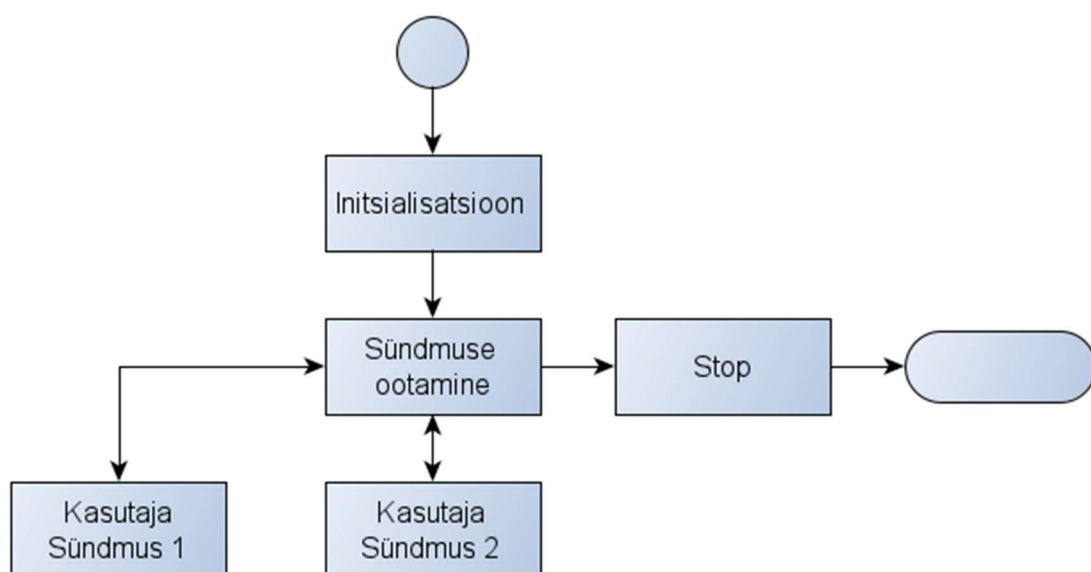 Initsialisatsioon
Sündmuse
ootamine
Stop
Kasutaja
Sündmus 1
Kasutaja
Sündmus 2